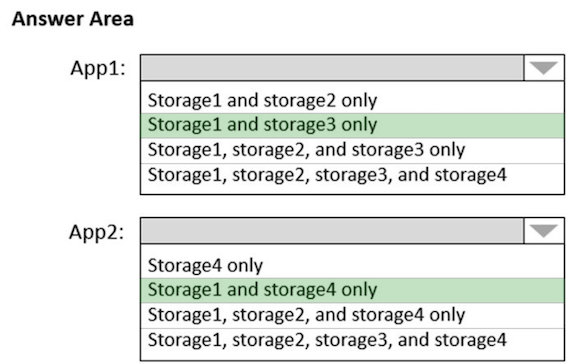 Answer Area
App1:
Storage1 and storage2 only
Storage1 and storage3 only
Storage1, storage2, and storage3 only
Storage1, storage2, storage3, and storage4
App2:
Storage4 only
Storage1 and storage4 only
Storage1, storage2, and storage4 only
Storage1, storage2, storage3, and storage4